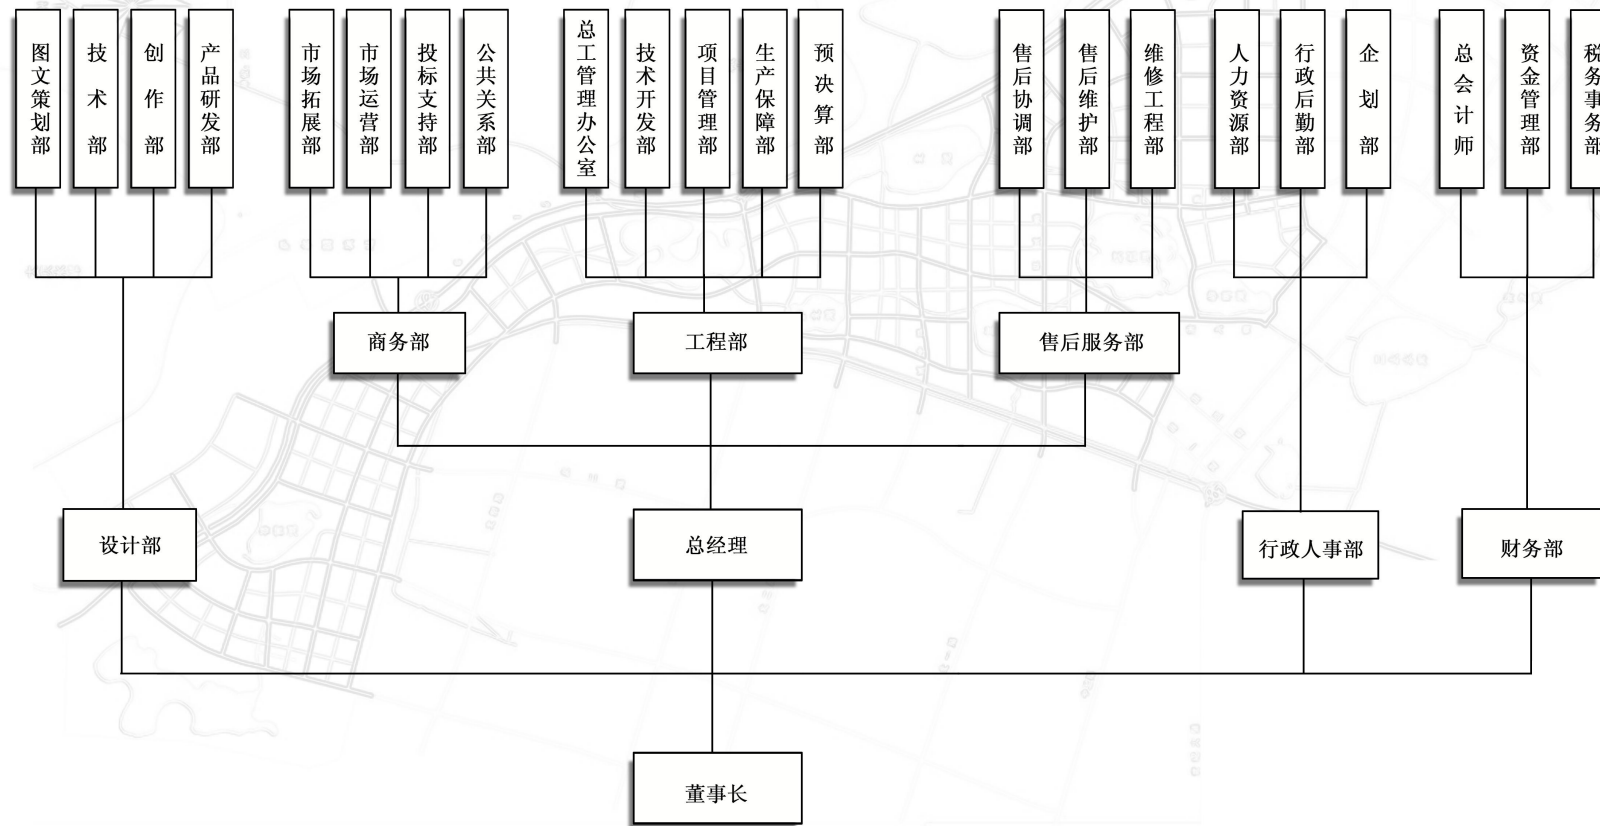 图文策划部
技术部
创作部
产品研发部
市场拓展部
市场运营部
投标支持部
公共关系部
总工管理办公室
技术开发部
项目管理部
生产保障部
预决算部
售后协调部
售后维护部
维修工程部
人力资源部
行政后勤部
企划部
总会计师
资金管理部
税务事务部
商务部
工程部
售后服务部
设计部
总经理
行政人事部
财务部
董事长